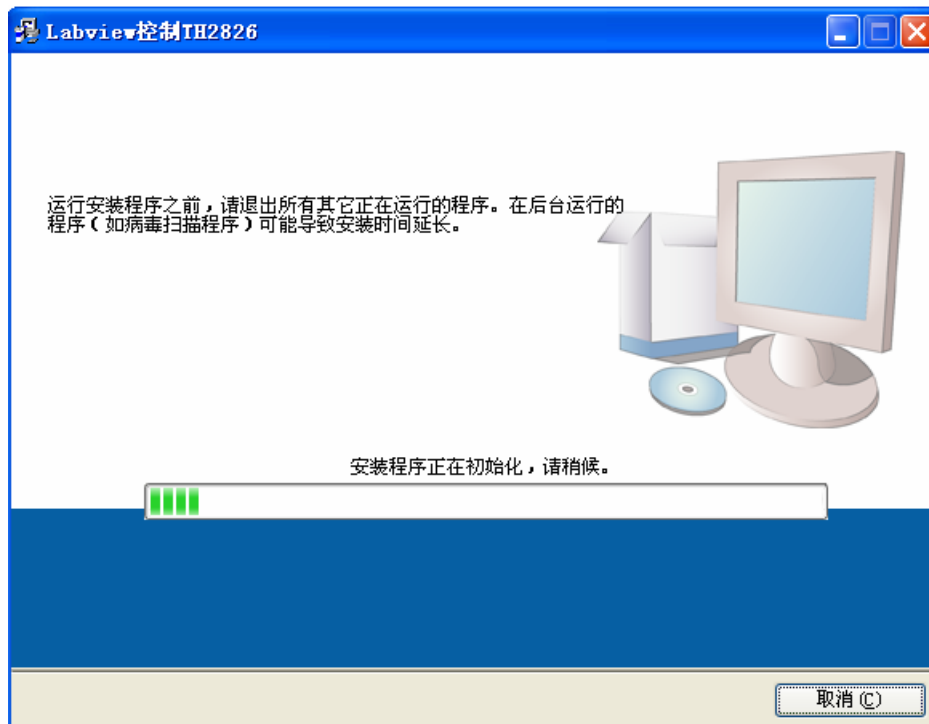 Labview控制TH2826
运行安装程序之前，请退出所有其它正在运行的程序。在后台运行的
程序(如病毒扫描程序)可能导致安装时间延长。
安装程序正在初始化，请稍候。
取消(C)